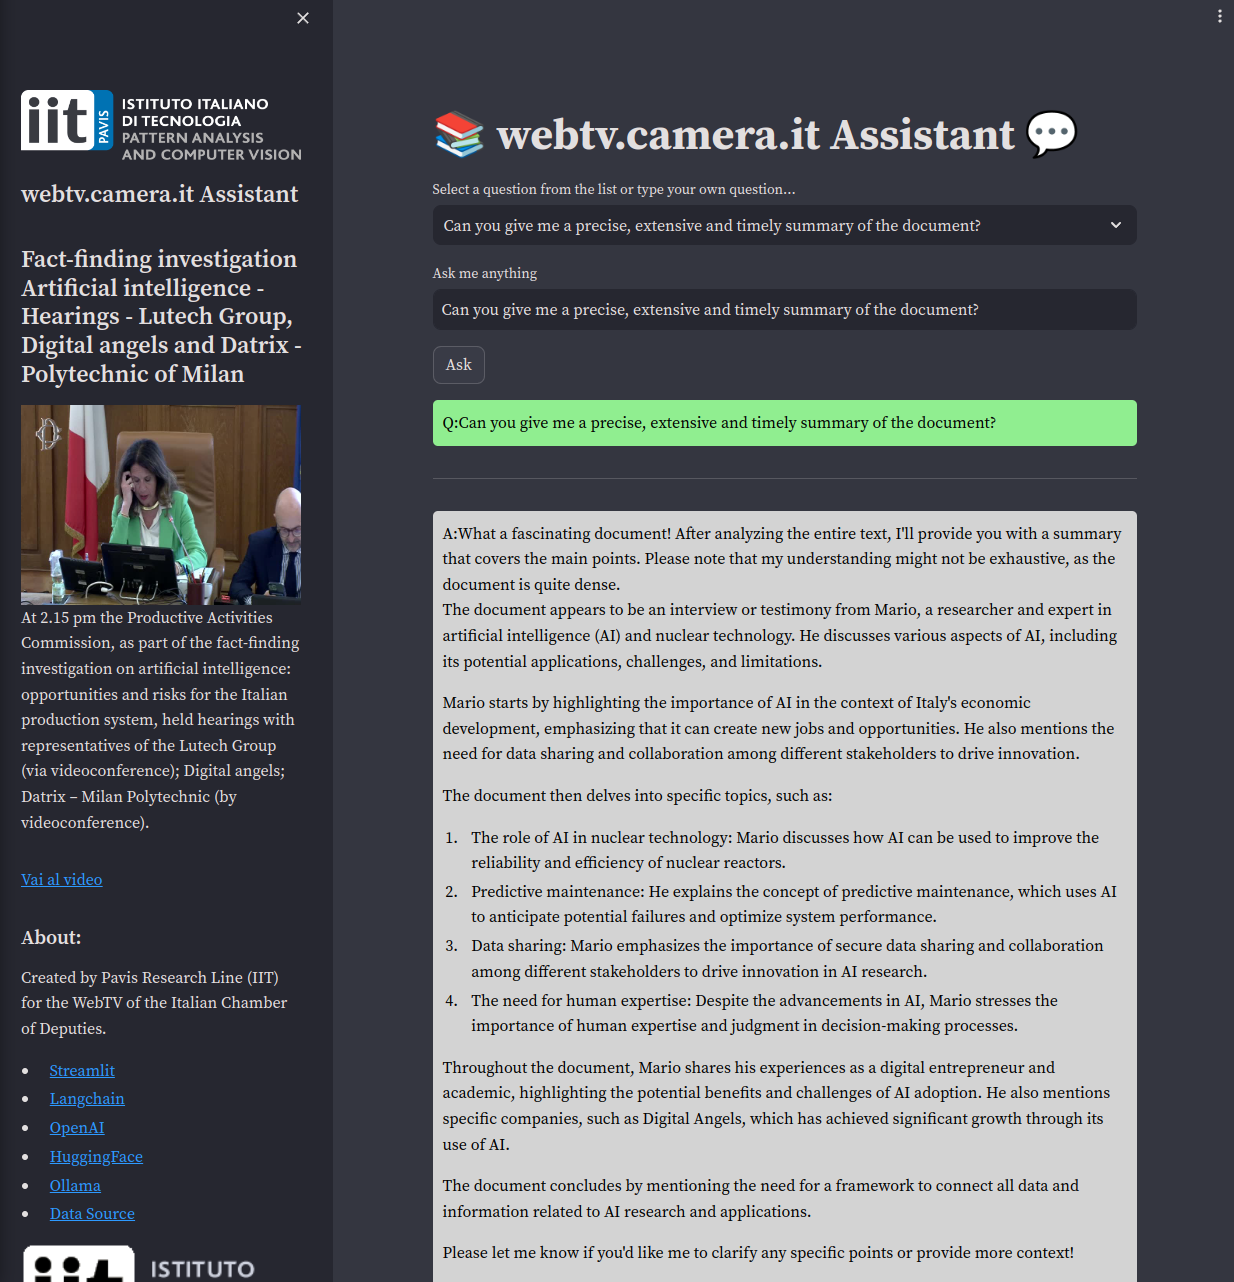 iit
PAVIS
ISTITUTO ITALIANO
DI TECNOLOGIA
PATTERN ANALYSIS
AND COMPUTER VISION
webtv.camera.it Assistant
Fact-finding investigation
Artificial intelligence -
Hearings - Lutech Group,
Digital angels and Datrix -
Polytechnic of Milan
At 2.15 pm the Productive Activities
Commission, as part of the fact-finding
investigation on artificial intelligence:
opportunities and risks for the Italian
production system, held hearings with
representatives of the Lutech Group
(via videoconference); Digital angels;
Datrix – Milan Polytechnic (by
videoconference).
Vai al video
About:
Created by Pavis Research Line (IIT)
for the WebTV of the Italian Chamber
of Deputies.
Streamlit
Langchain
OpenAI
HuggingFace
Ollama
Data Source
iit
ISTITUTO
webtv.camera.it Assistant
Select a question from the list or type your own question...
Can you give me a precise, extensive and timely summary of the document?
Ask me anything
Can you give me a precise, extensive and timely summary of the document?
Ask
Q:Can you give me a precise, extensive and timely summary of the document?
A:What a fascinating document! After analyzing the entire text, I'll provide you with a summary
that covers the main points. Please note that my understanding might not be exhaustive, as the
document is quite dense.
The document appears to be an interview or testimony from Mario, a researcher and expert in
artificial intelligence (AI) and nuclear technology. He discusses various aspects of AI, including
its potential applications, challenges, and limitations.
Mario starts by highlighting the importance of AI in the context of Italy's economic
development, emphasizing that it can create new jobs and opportunities. He also mentions the
need for data sharing and collaboration among different stakeholders to drive innovation.
The document then delves into specific topics, such as:
1. The role of AI in nuclear technology: Mario discusses how AI can be used to improve the
reliability and efficiency of nuclear reactors.
2. Predictive maintenance: He explains the concept of predictive maintenance, which uses AI
to anticipate potential failures and optimize system performance.
3. Data sharing: Mario emphasizes the importance of secure data sharing and collaboration
among different stakeholders to drive innovation in AI research.
4. The need for human expertise: Despite the advancements in AI, Mario stresses the
importance of human expertise and judgment in decision-making processes.
Throughout the document, Mario shares his experiences as a digital entrepreneur and
academic, highlighting the potential benefits and challenges of AI adoption. He also mentions
specific companies, such as Digital Angels, which has achieved significant growth through its
use of AI.
The document concludes by mentioning the need for a framework to connect all data and
information related to AI research and applications.
Please let me know if you'd like me to clarify any specific points or provide more context!